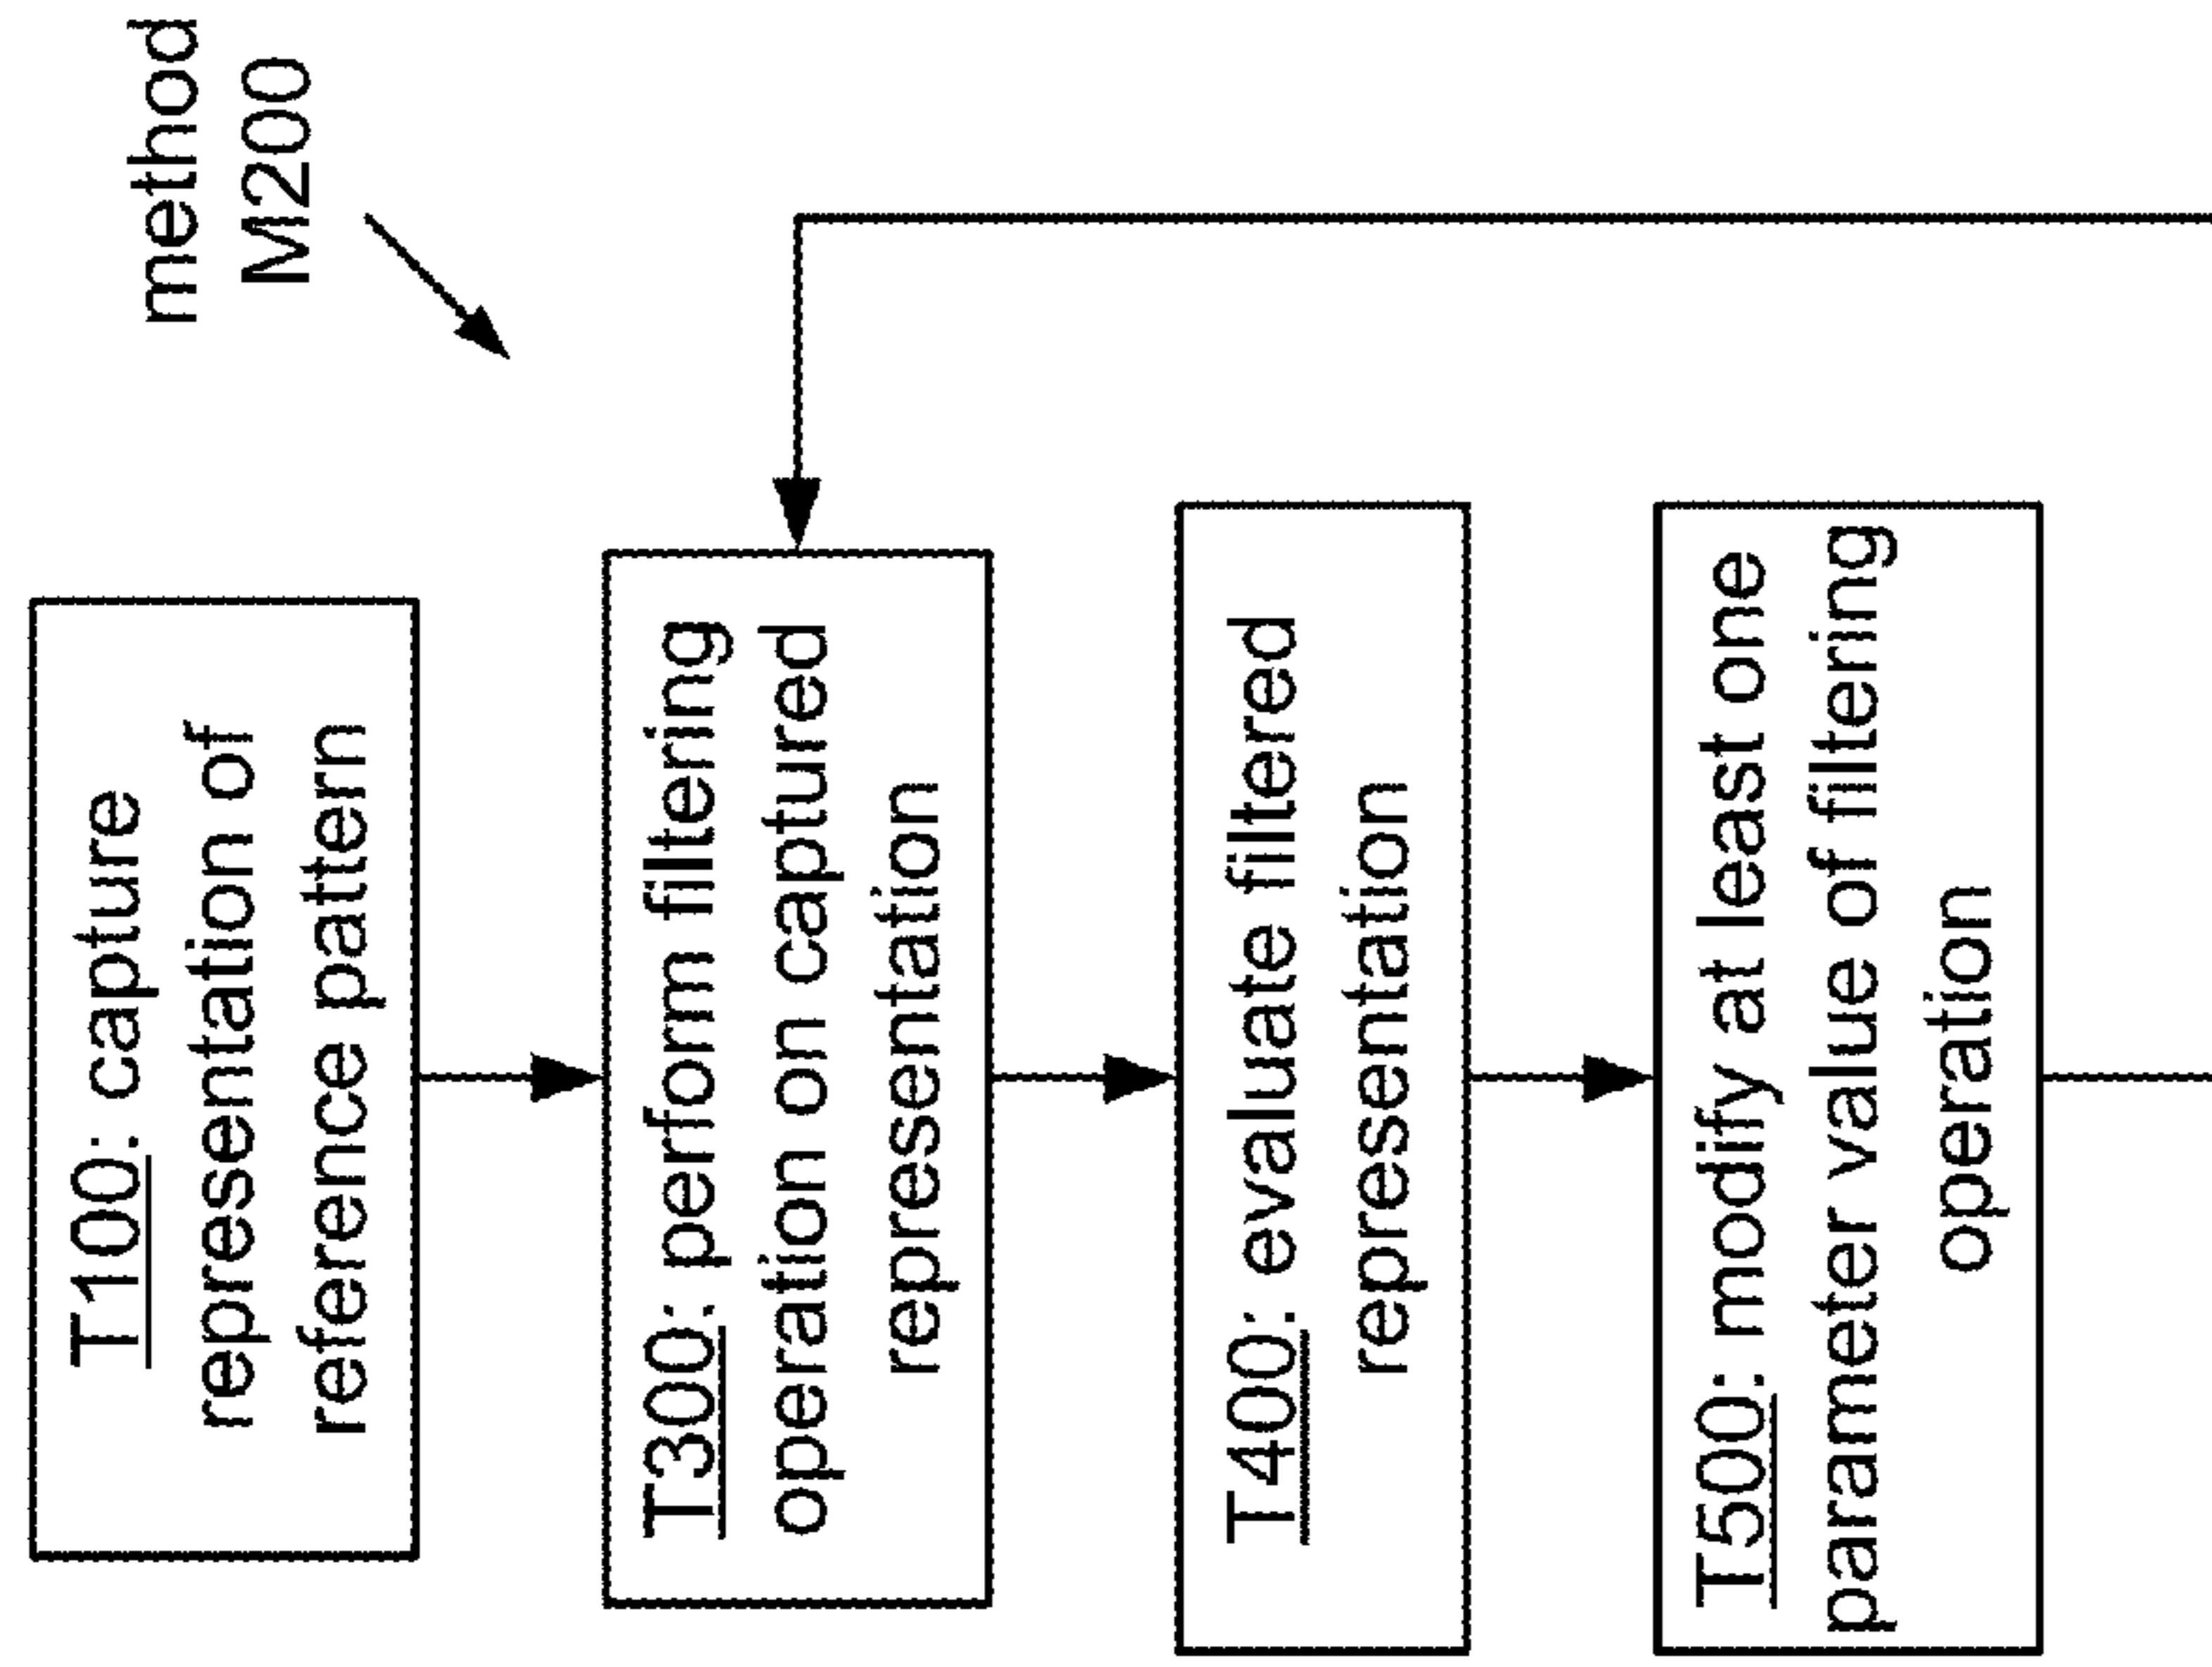 method
M200
T100: capture
representation of
reference pattern
T300: perform filtering
operation on captured
representation
T400: evaluate filtered
representation
T500: modify at least one
parameter value of filtering
operation